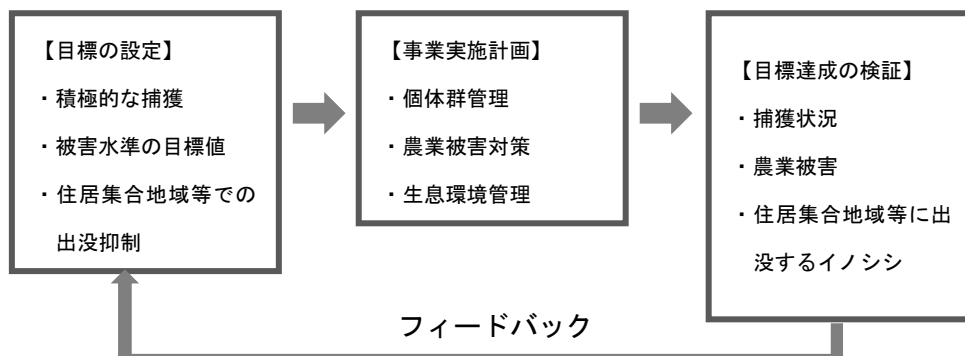 【目標の設定】
・積極的な捕獲
・被害水準の目標値
・住居集合地域等での
出没抑制
【事業実施計画】
・個体群管理
・農業被害対策
・生息環境管理
【目標達成の検証】
・捕獲状況
・農業被害
・住居集合地域等に出
没するイノシシ
フィードバック